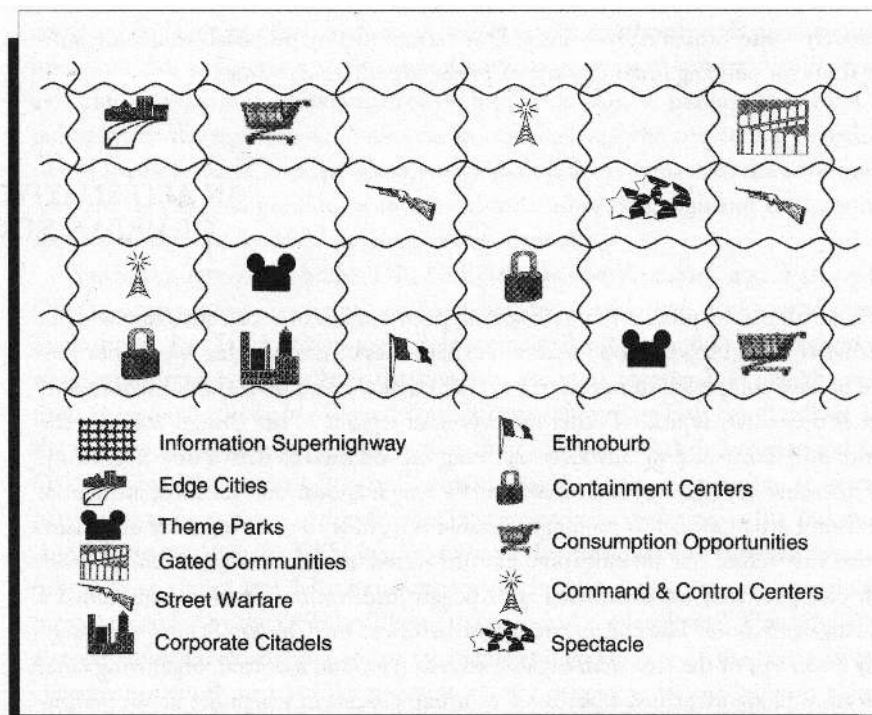 Information Superhighway
Edge Cities
Theme Parks
Gated Communities
Street Warfare
Corporate Citadels
Ethnoburb
Containment Centers
Consumption Opportunities
Command & Control Centers
Spectacle